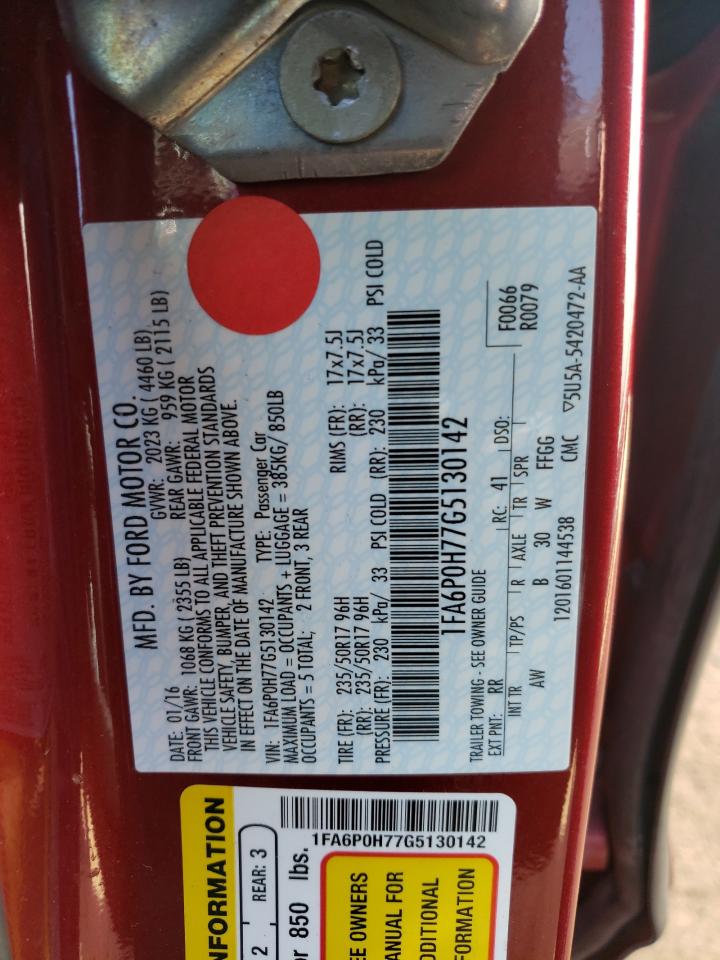 MFD. BY FORD MOTOR CO.
DATE: 01/16 GVWR: 2023 KG ( 4460 LB)
FRONT GAWR: 1068 KG ( 2355 LB) REAR GAWR: 959 KG ( 2115 LB)
THIS VEHICLE CONFORMS TO ALL APPLICABLE FEDERAL MOTOR
VEHICLE SAFETY, BUMPER, AND THEFT PREVENTION STANDARDS
IN EFFECT ON THE DATE OF MANUFACTURE SHOWN ABOVE.
VIN: 1FA6P0H77G5130142 TYPE: Passenger Car
MAXIMUM LOAD = OCCUPANTS + LUGGAGE = 385KG/ 850LB
OCCUPANTS = 5 TOTAL; 2 FRONT, 3 REAR
TIRE (FR): 235/50R17 96H RIMS (FR): 17x7.5J
(RR): 235/50R17 96H (RR): 17x7.5J
PRESSURE (FR): 230 kPa/ 33 PSI COLD (RR): 230 kPa/ 33 PSI COLD
1FA6P0H77G5130142
TRAILER TOWING - SEE OWNER GUIDE
F0066
R0079
EXT PNT: RR RC: 41 DSO:
INT TR TP/PS R AXLE TR SPR
AW B 30 W FFGG
1201601144538 CMC ▽5U5A-5420472-AA
1FA6P0H77G5130142
NFORMATION
2 REAR: 3
or 850 lbs.
EE OWNERS
ANUAL FOR
DDITIONAL
FORMATION